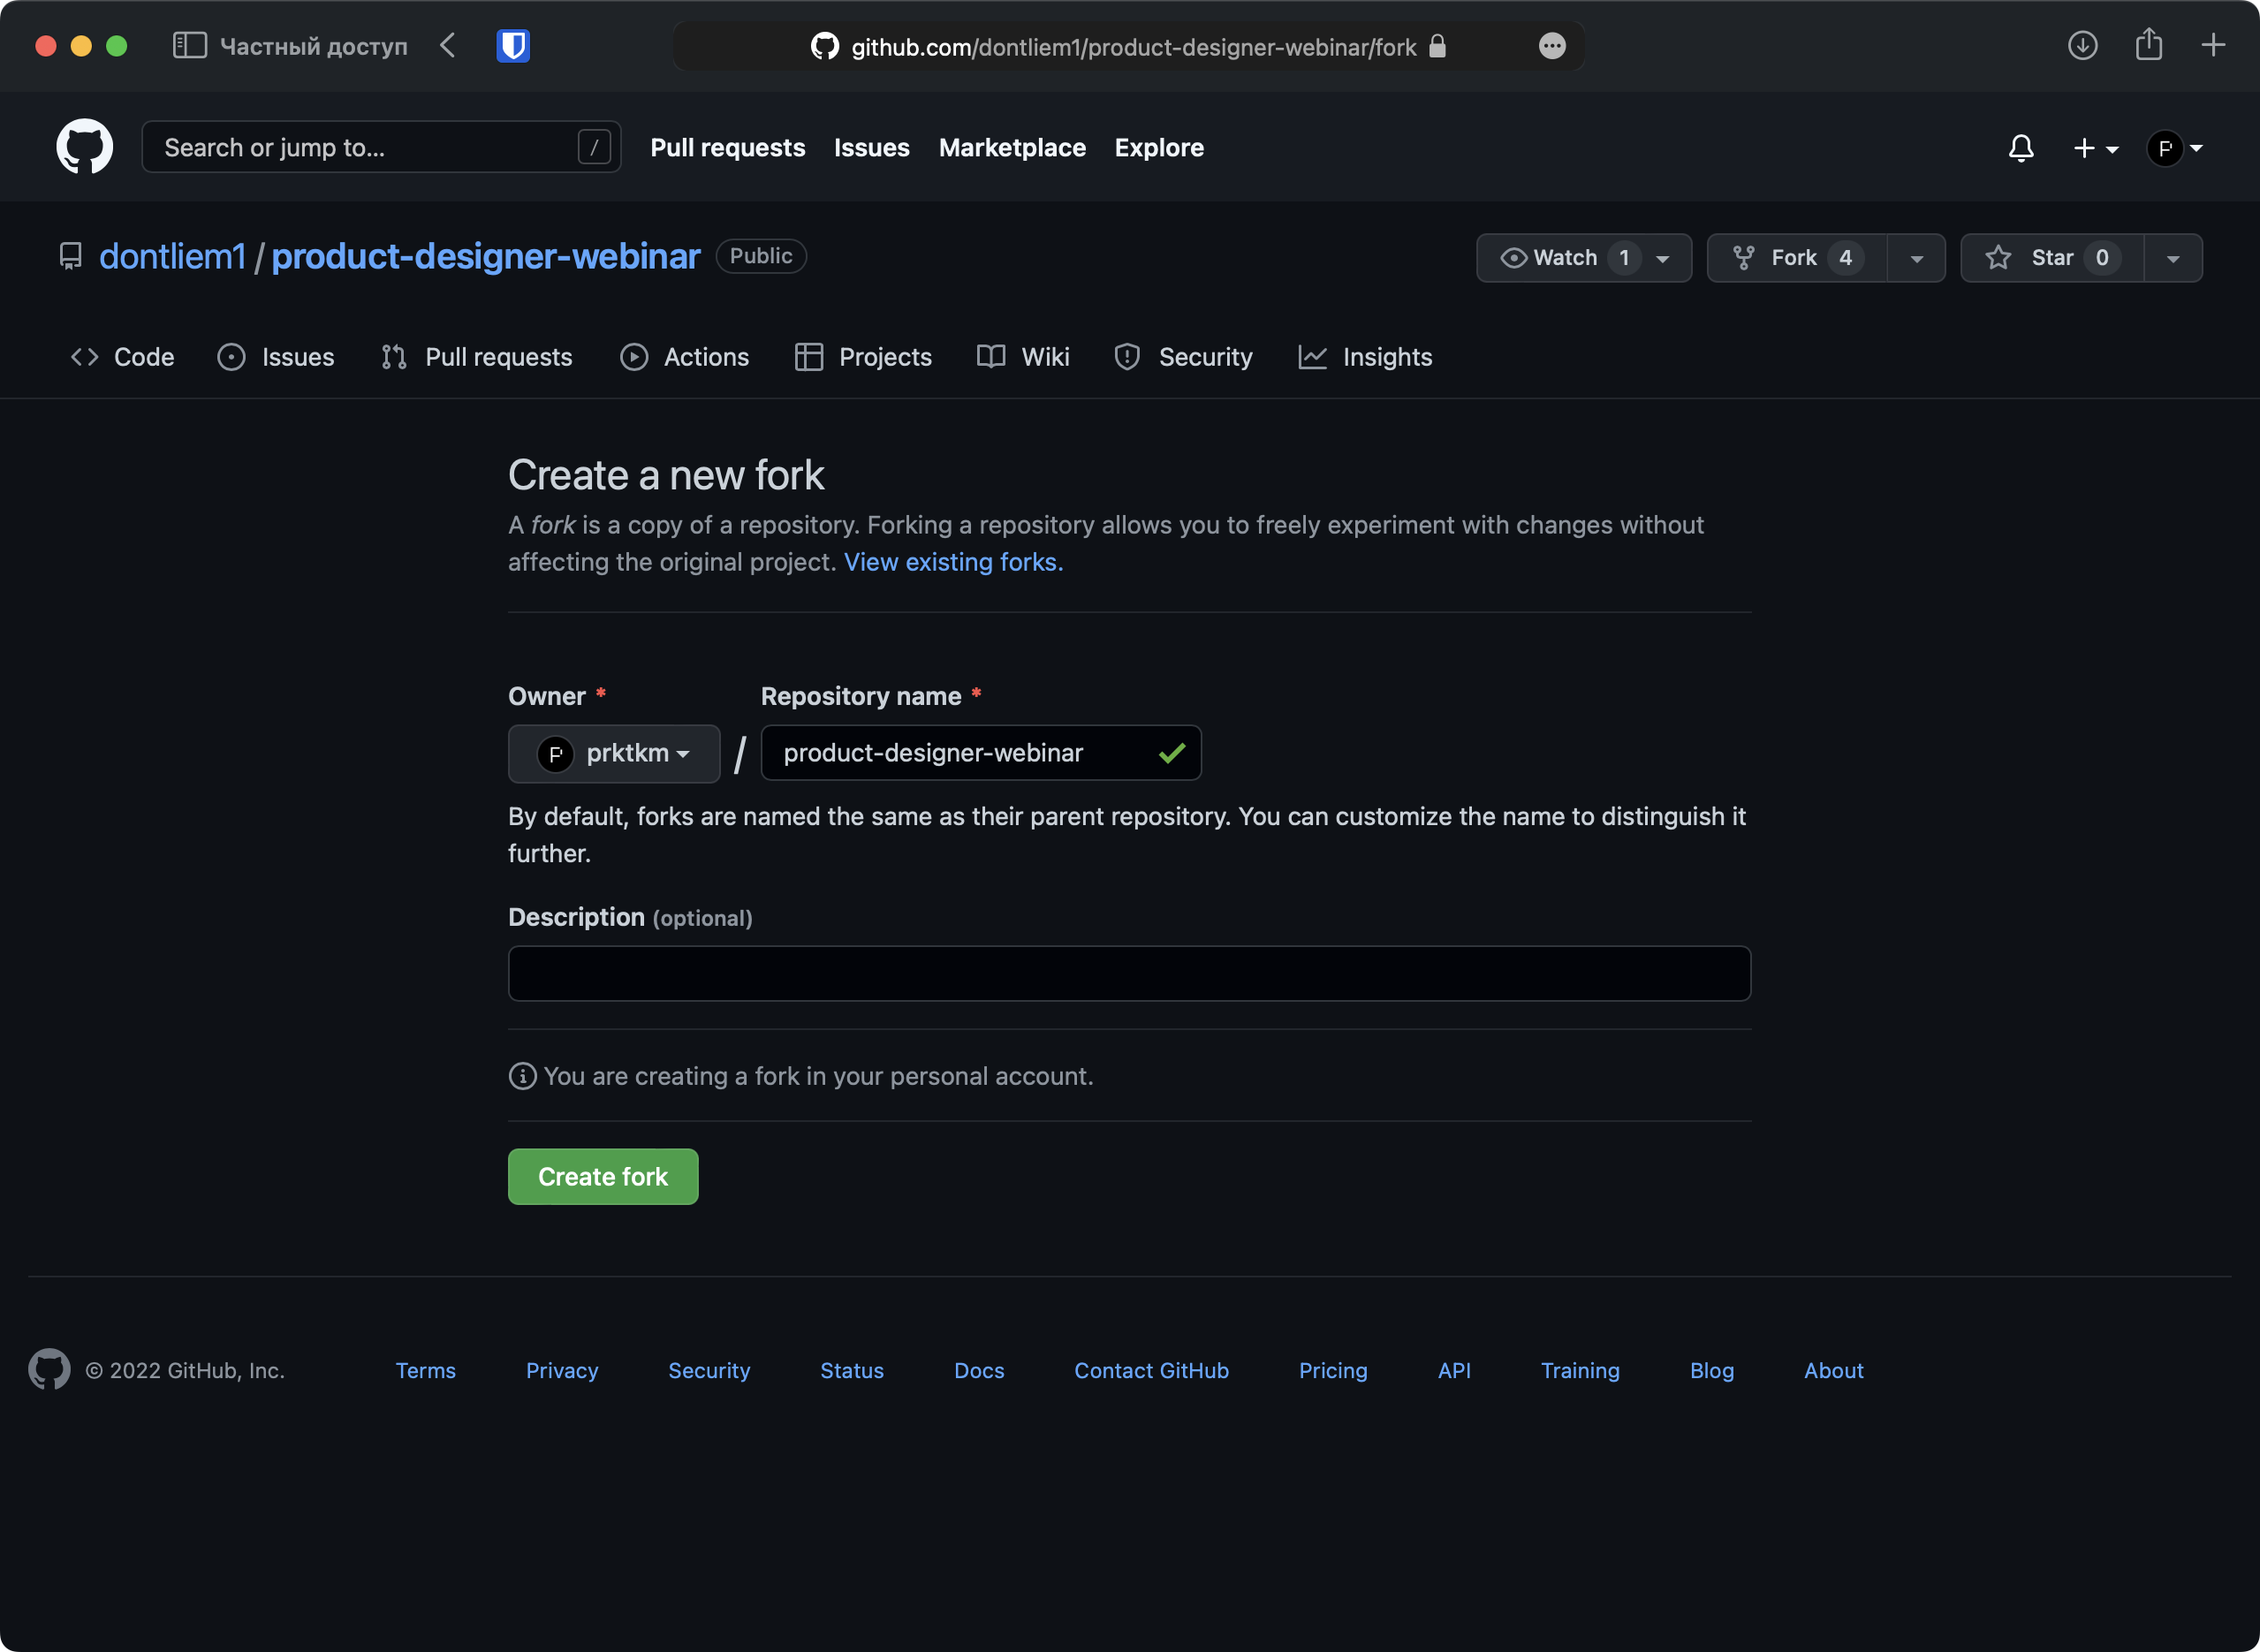 Частный доступ
github.com/dontliem1/product-designer-webinar/fork
Search or jump to... /
Pull requests Issues Marketplace Explore
dontliem1 / product-designer-webinar Public
Watch 1 Fork 4 Star 0
Code Issues Pull requests Actions Projects Wiki Security Insights
Create a new fork
A fork is a copy of a repository. Forking a repository allows you to freely experiment with changes without
affecting the original project. View existing forks.
Owner * Repository name *
prktkm / product-designer-webinar
By default, forks are named the same as their parent repository. You can customize the name to distinguish it
further.
Description (optional)
You are creating a fork in your personal account.
Create fork
© 2022 GitHub, Inc. Terms Privacy Security Status Docs Contact GitHub Pricing API Training Blog About